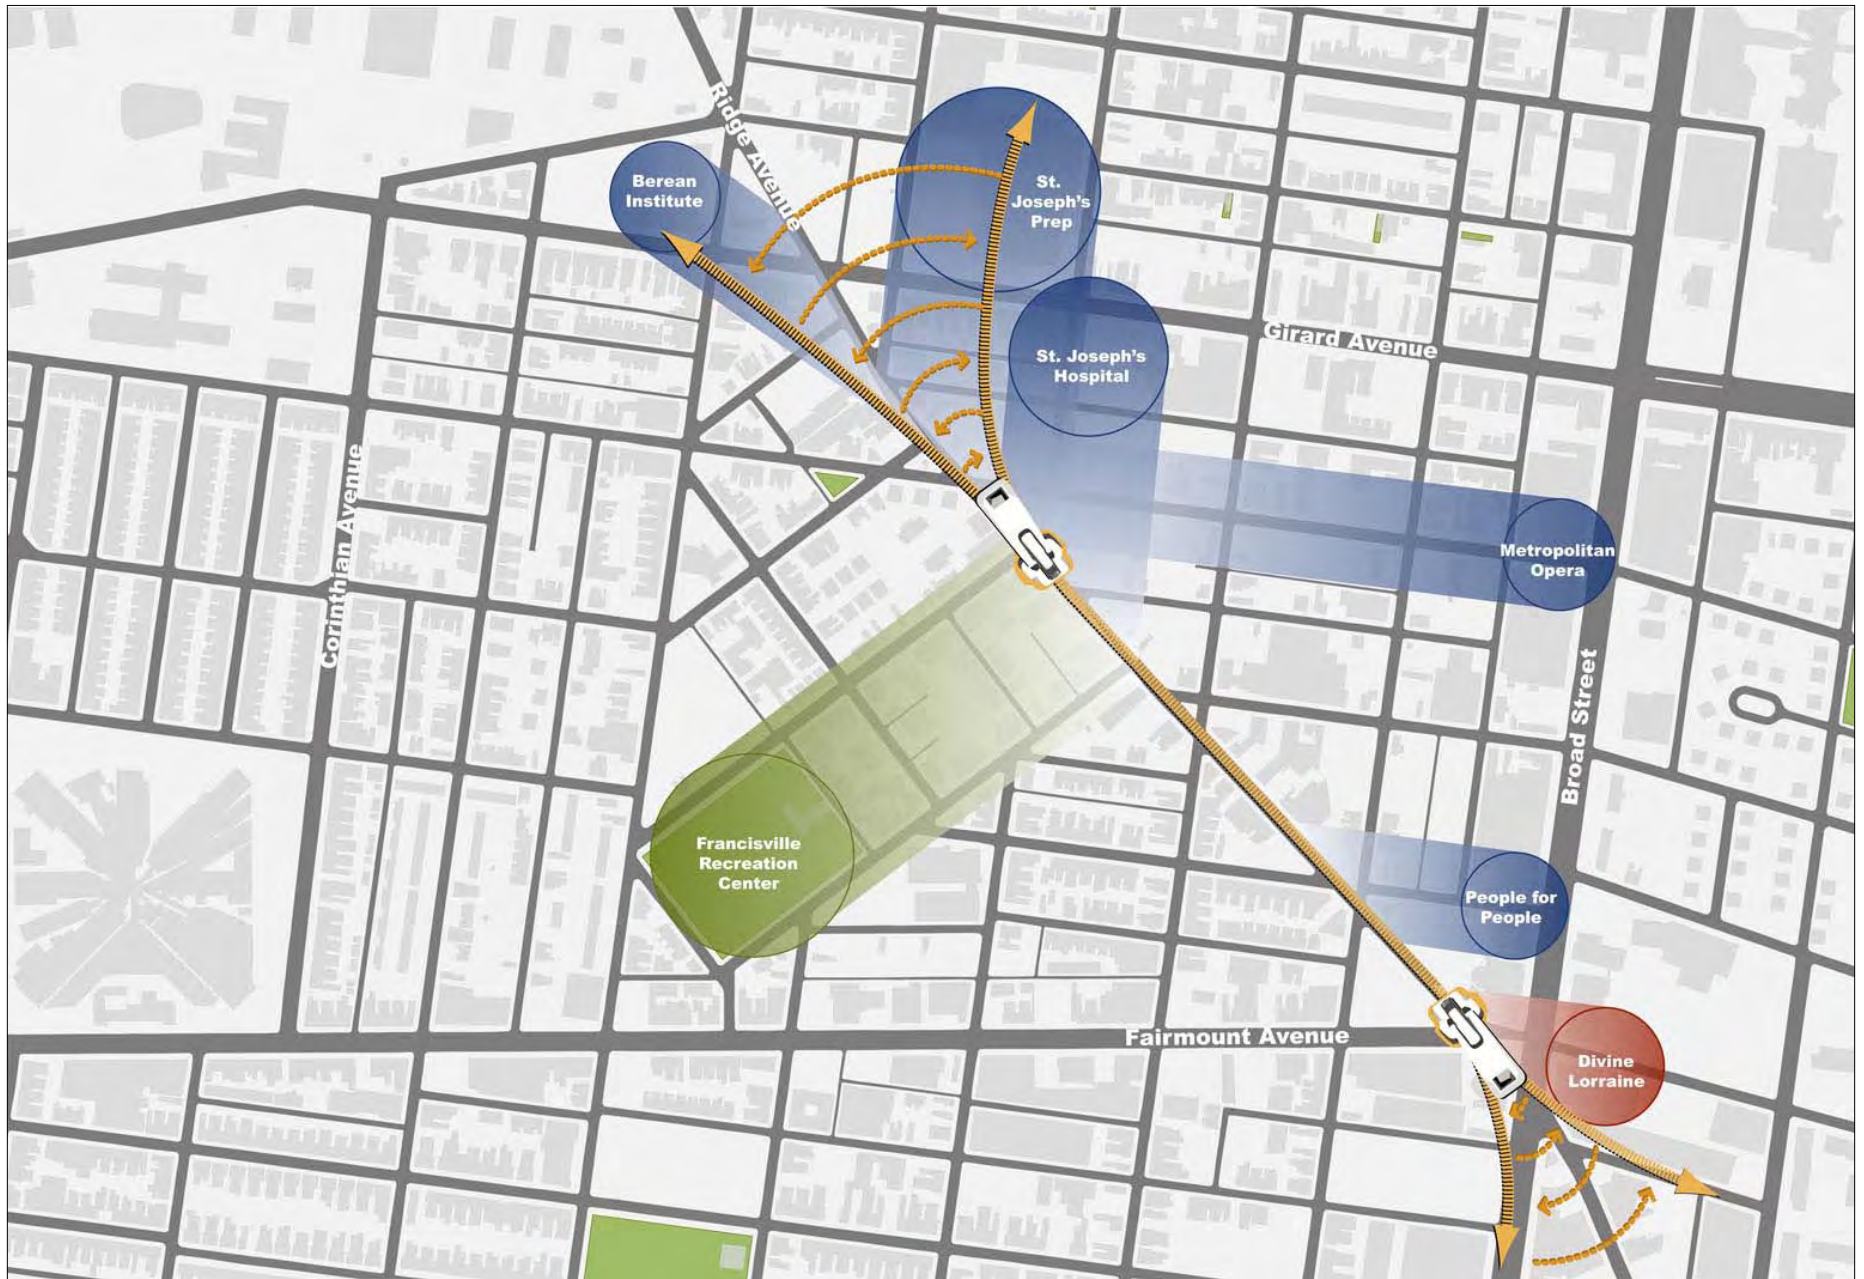 Ridge Avenue
Berean
Institute
St.
Joseph's
Prep
St. Joseph's
Hospital
Girard Avenue
Corinthian Avenue
Metropolitan
Opera
Broad Street
Francisville
Recreation
Center
People for
People
Fairmount Avenue
Divine
Lorraine